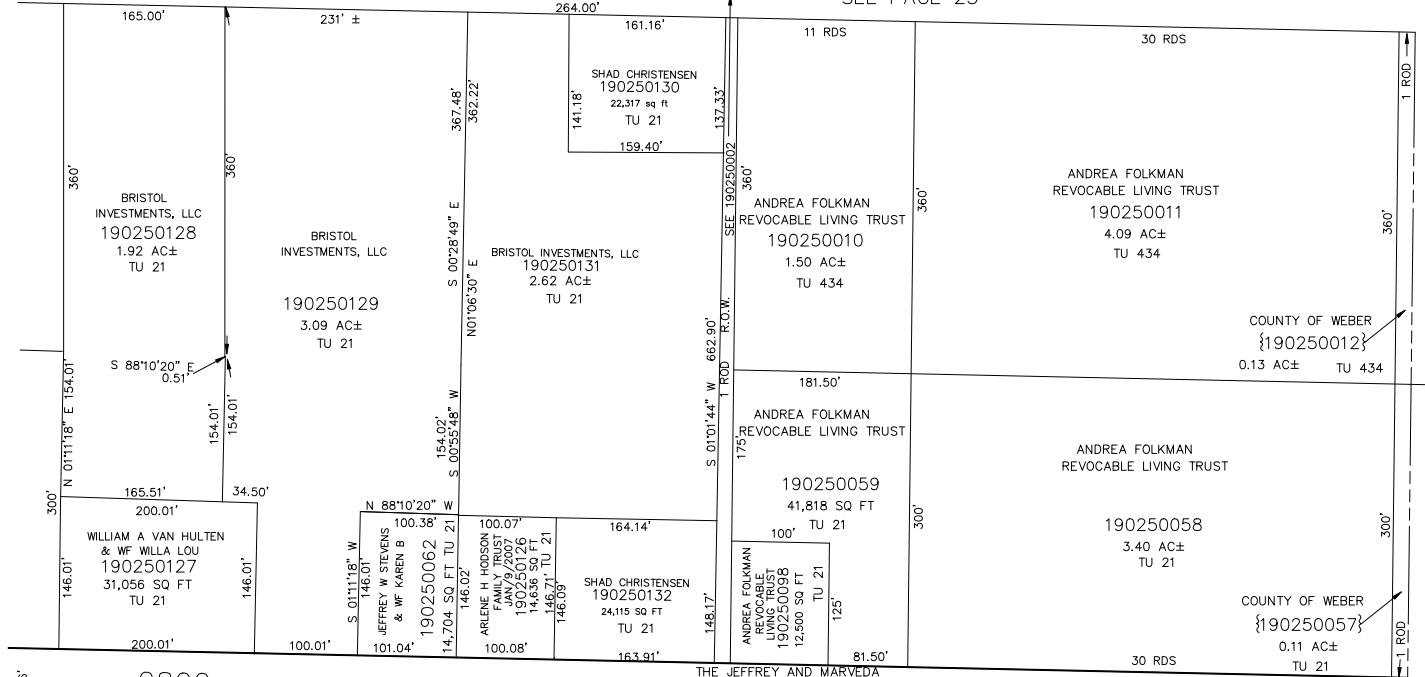 SEE PAGE 23
165.00'
231' ±
264.00'
161.16'
11 RDS
30 RDS
1 ROD
SHAD CHRISTENSEN
190250130
22,317 sq ft
TU 21
141.18'
137.33'
159.40'
367.48'
362.22'
360'
360'
BRISTOL
INVESTMENTS, LLC
190250128
1.92 AC±
TU 21
BRISTOL
INVESTMENTS, LLC
190250129
3.09 AC±
TU 21
S 00°28'49" E
N01°06'30" E
BRISTOL INVESTMENTS, LLC
190250131
2.62 AC±
TU 21
SEE 190250002
1 ROD R.O.W.
360'
ANDREA FOLKMAN
REVOCABLE LIVING TRUST
190250010
1.50 AC±
TU 434
360'
ANDREA FOLKMAN
REVOCABLE LIVING TRUST
190250011
4.09 AC±
TU 434
360'
COUNTY OF WEBER
{190250012}
0.13 AC± TU 434
S 88°10'20" E
0.51'
N 01°11'18" E 154.01'
154.01'
154.01'
154.02'
S 00°55'48" W
S 01°01'44" W 662.90'
181.50'
175'
ANDREA FOLKMAN
REVOCABLE LIVING TRUST
190250059
41,818 SQ FT
TU 21
300'
ANDREA FOLKMAN
REVOCABLE LIVING TRUST
190250058
3.40 AC±
TU 21
300'
300'
165.51'
34.50'
200.01'
WILLIAM A VAN HULTEN
& WF WILLA LOU
190250127
31,056 SQ FT
TU 21
146.01'
146.01'
200.01'
100.01'
N 88°10'20" W
100.38'
S 01°11'18" W
146.01'
JEFFREY W STEVENS
& WF KAREN B
190250062
14,704 SQ FT TU 21
101.04'
100.07'
146.02'
ARLENE H HODSON
FAMILY TRUST
JAN/9/2007
190250126
14,636 SQ FT
146.71' TU 21
146.09'
100.08'
164.14'
SHAD CHRISTENSEN
190250132
24,115 SQ FT
TU 21
148.17'
163.91'
100'
ANDREA FOLKMAN
REVOCABLE
LIVING TRUST
190250098
12,500 SQ FT
TU 21
125'
81.50'
COUNTY OF WEBER
{190250057}
0.11 AC±
TU 21
1 ROD
30 RDS
THE JEFFREY AND MARVEDA